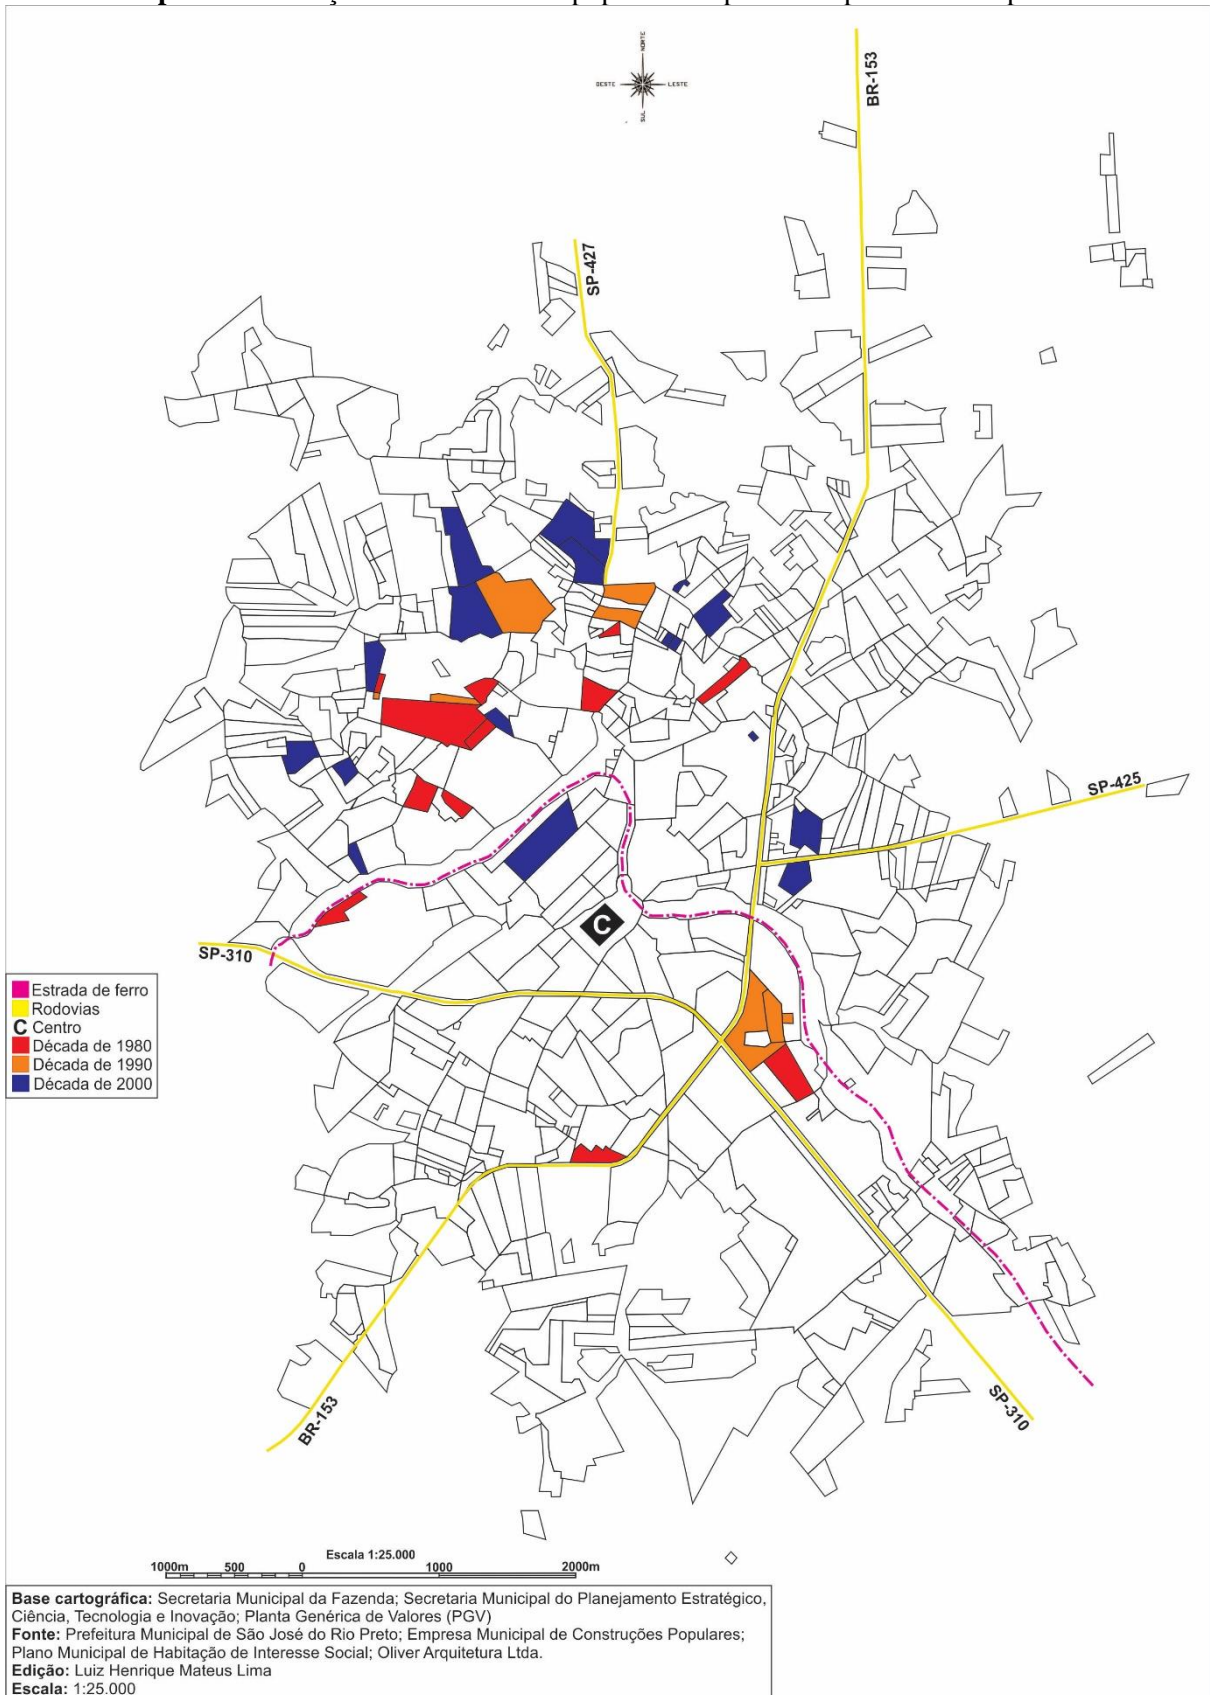 NORTE
OESTE
LESTE
SUL
BR-153
SP-427
SP-425
C
SP-310
Estrada de ferro
Rodovias
C Centro
Década de 1980
Década de 1990
Década de 2000
SP-310
BR-153
Escala 1:25.000
1000m 500 0 1000 2000m
Base cartográfica: Secretaria Municipal da Fazenda; Secretaria Municipal do Planejamento Estratégico,
Ciência, Tecnologia e Inovação; Planta Genérica de Valores (PGV)
Fonte: Prefeitura Municipal de São José do Rio Preto; Empresa Municipal de Construções Populares;
Plano Municipal de Habitação de Interesse Social; Oliver Arquitetura Ltda.
Edição: Luiz Henrique Mateus Lima
Escala: 1:25.000